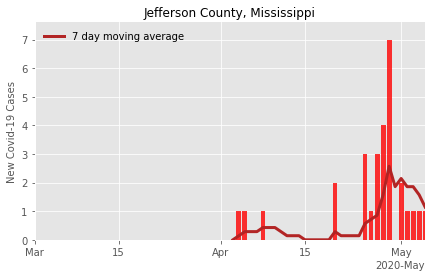 Jefferson County, Mississippi
7 day moving average
New Covid-19 Cases
7
6
5
4
3
2
1
0
Mar
15
Apr
15
May
2020-May